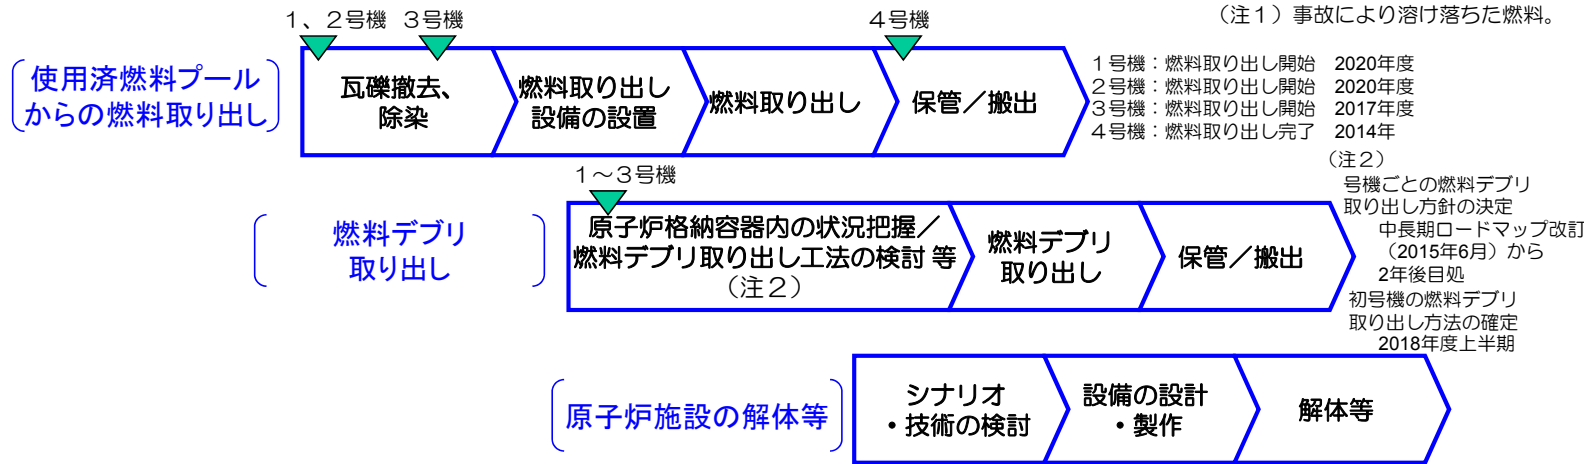 （注１）事故により溶け落ちた燃料。
１、２号機
３号機
４号機
使用済燃料プール
からの燃料取り出し
瓦礫撤去、
除染
燃料取り出し
設備の設置
燃料取り出し
保管／搬出
１号機：燃料取り出し開始　2020年度
２号機：燃料取り出し開始　2020年度
３号機：燃料取り出し開始　2017年度
４号機：燃料取り出し完了　2014年
１～３号機
燃料デブリ
取り出し
原子炉格納容器内の状況把握／
燃料デブリ取り出し工法の検討 等
（注２）
燃料デブリ
取り出し
保管／搬出
（注２）
号機ごとの燃料デブリ
取り出し方針の決定
中長期ロードマップ改訂
（2015年6月）から
2年後目処
初号機の燃料デブリ
取り出し方法の確定
2018年度上半期
原子炉施設の解体等
シナリオ
・技術の検討
設備の設計
・製作
解体等